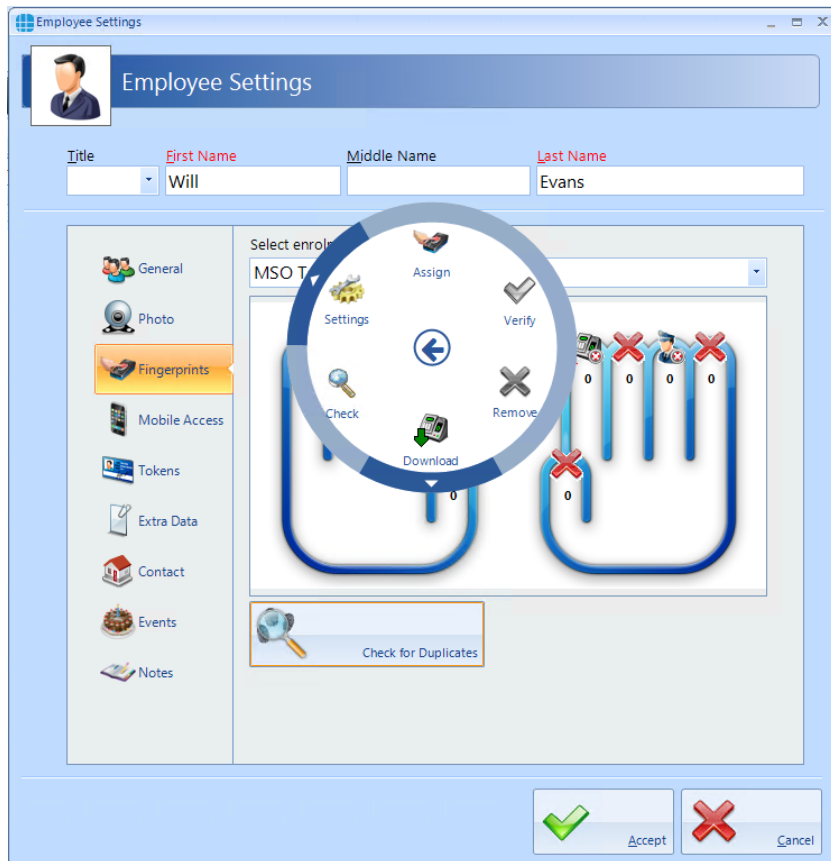 Employee Settings
Employee Settings
Title First Name Middle Name Last Name
Will Evans
Select enrol
MSO T
General
Photo
Fingerprints
Mobile Access
Tokens
Extra Data
Contact
Events
Notes
Assign
Settings Verify
Check Remove
Download
0 0 0 0
0 0
Check for Duplicates
Accept Cancel